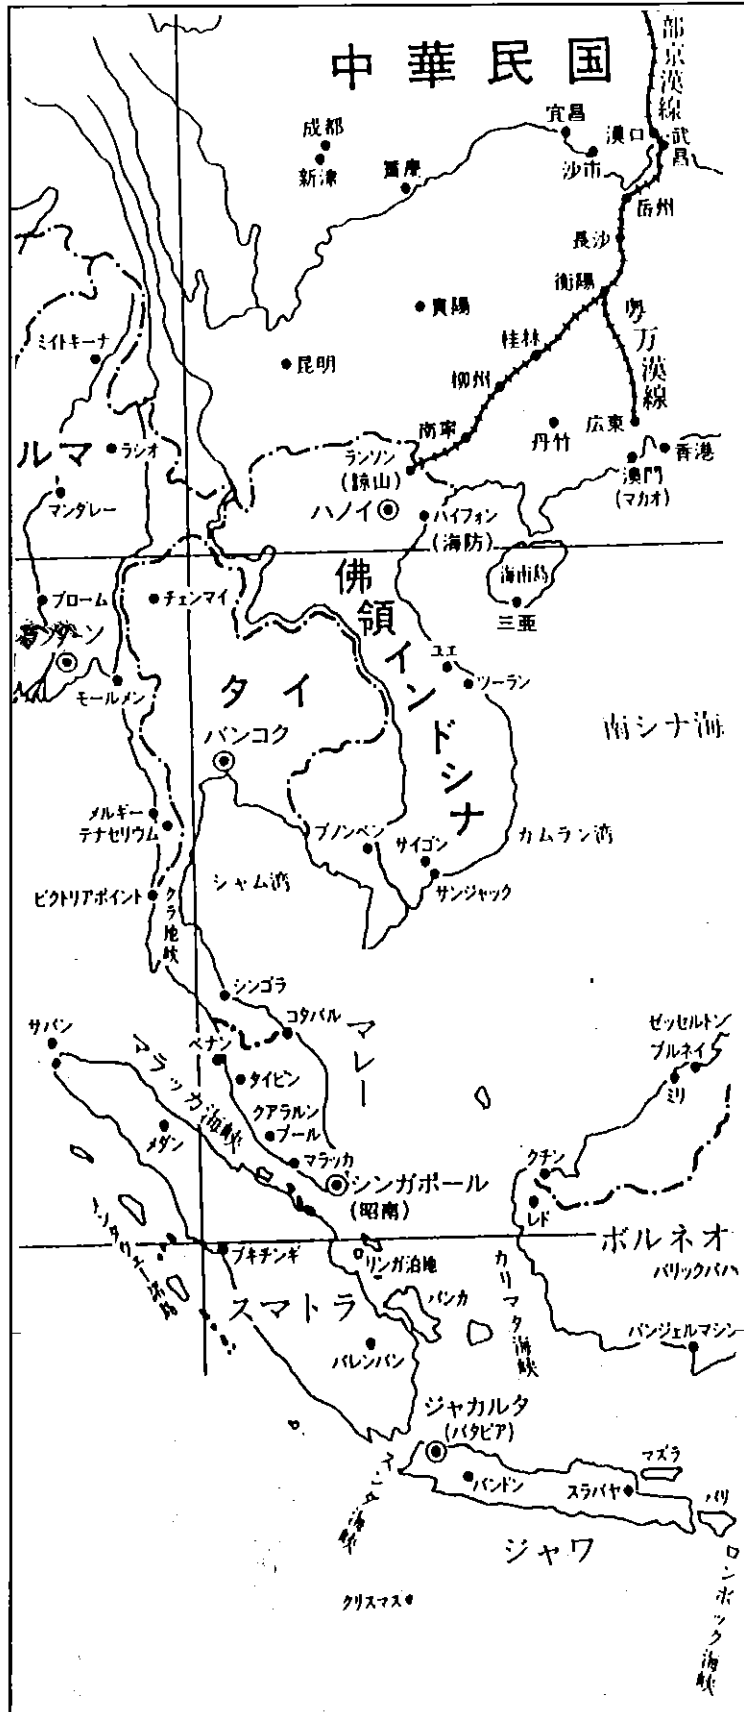 中華民国
部京漢線
成都
新津
重慶
宜昌
沙市
漢口
武昌
岳州
長沙
衡陽
粤万漢線
貴陽
桂林
柳州
南寧
昆明
丹竹
広東
香港
澳門
(マカオ)
ミイトキーナ
ルマ
ラシオ
マンダレー
ランソン
(諒山)
ハノイ
ハイフォン
(海防)
海南島
三亜
プローム
チェンマイ
モールメン
佛領インドシナ
タイ
バンコク
ユエ
ツーラン
南シナ海
メルギー
テナセリウム
プノンペン
サイゴン
サンジャック
カムラン湾
シャム湾
ビクトリアポイント
クラ地峡
シンゴラ
コタバル
マレー
サバン
ペナン
マラッカ海峡
タイピン
クアラルン
プール
メダン
マラッカ
シンガポール
(昭南)
ゼッセルトン
ブルネイ
ミリ
クチン
レド
ボルネオ
バリックパパ
バンジェルマシン
カリマタ海峡
ブキチンギ
リンガ泊地
スマトラ
バンカ
パレンバン
ジャカルタ
(バタビア)
バンドン
マズラ
スラバヤ
バリ
ジャワ
ロンボック海峡
クリスマス